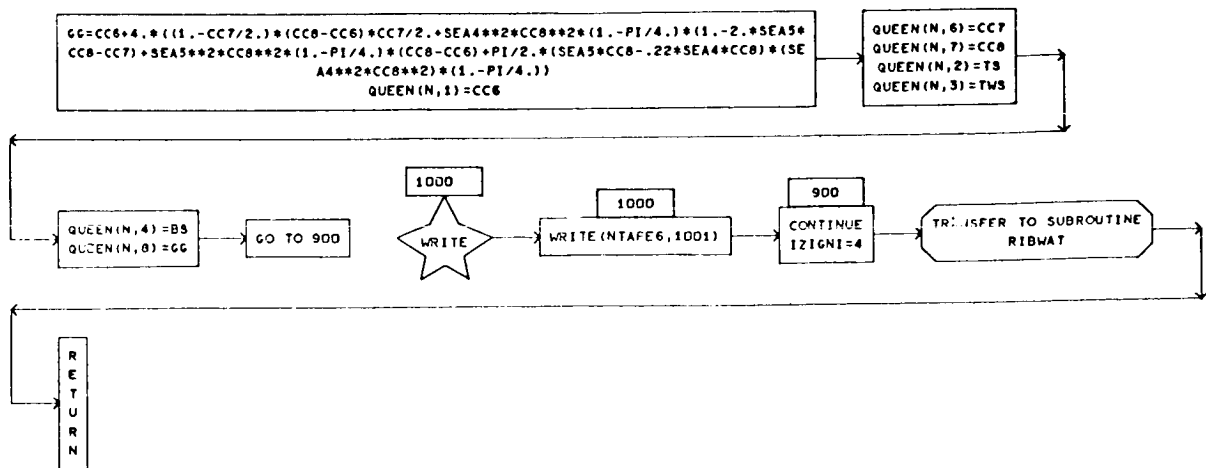 GG=CC6+4.*((1.-CC7/2.)*(CC8-CC6)*CC7/2.+SEA4**2*CC8**2*(1.-PI/4.)*(1.-2.*SEA5*
CC8-CC7)+SEA5**2*CC8**2*(1.-PI/4.)*(CC8-CC6)+PI/2.*(SEA5*CC8-.22*SEA4*CC8)*(SE
A4**2*CC8**2)*(1.-PI/4.))
QUEEN(N,1)=CC6
QUEEN(N,6)=CC7
QUEEN(N,7)=CC8
QUEEN(N,2)=TS
QUEEN(N,3)=TWS
QUEEN(N,4)=BS
QUEEN(N,8)=GG
GO TO 900
1000
WRITE
1000
WRITE(NTAPE6,1001)
900
CONTINUE
IZIGNI=4
TRANSFER TO SUBROUTINE
RIBWAT
R
E
T
U
R
N